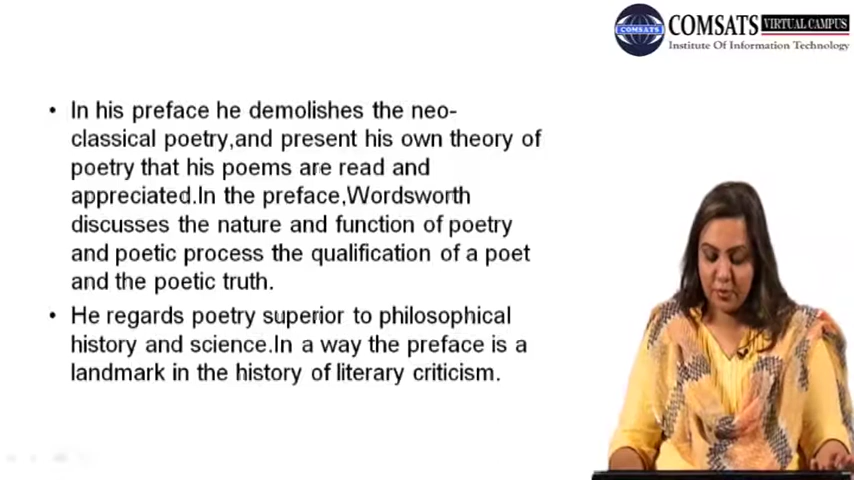 COMSATS
COMSATS VIRTUAL CAMPUS
Institute Of Information Technology
• In his preface he demolishes the neo-
classical poetry,and present his own theory of
poetry that his poems are read and
appreciated.In the preface,Wordsworth
discusses the nature and function of poetry
and poetic process the qualification of a poet
and the poetic truth.
• He regards poetry superior to philosophical
history and science.In a way the preface is a
landmark in the history of literary criticism.